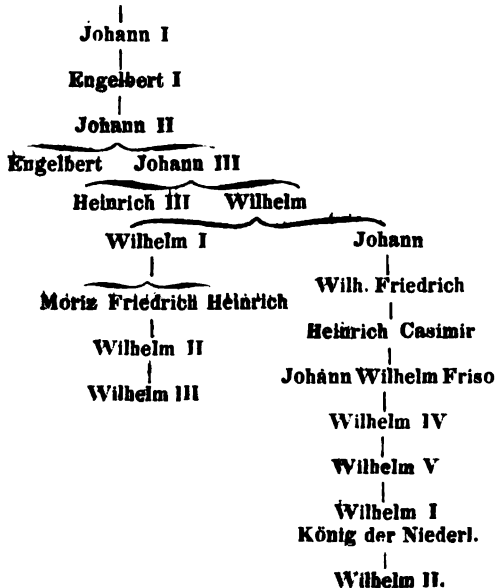 Johann I
Engelbert I
Johann II
Engelbert Johann III
Heinrich III Wilhelm
Wilhelm I Johann
Wilh. Friedrich
Moriz Friedrich Heinrich
Heinrich Casimir
Wilhelm II
Johann Wilhelm Friso
Wilhelm III
Wilhelm IV
Wilhelm V
Wilhelm I
König der Niederl.
Wilhelm II.